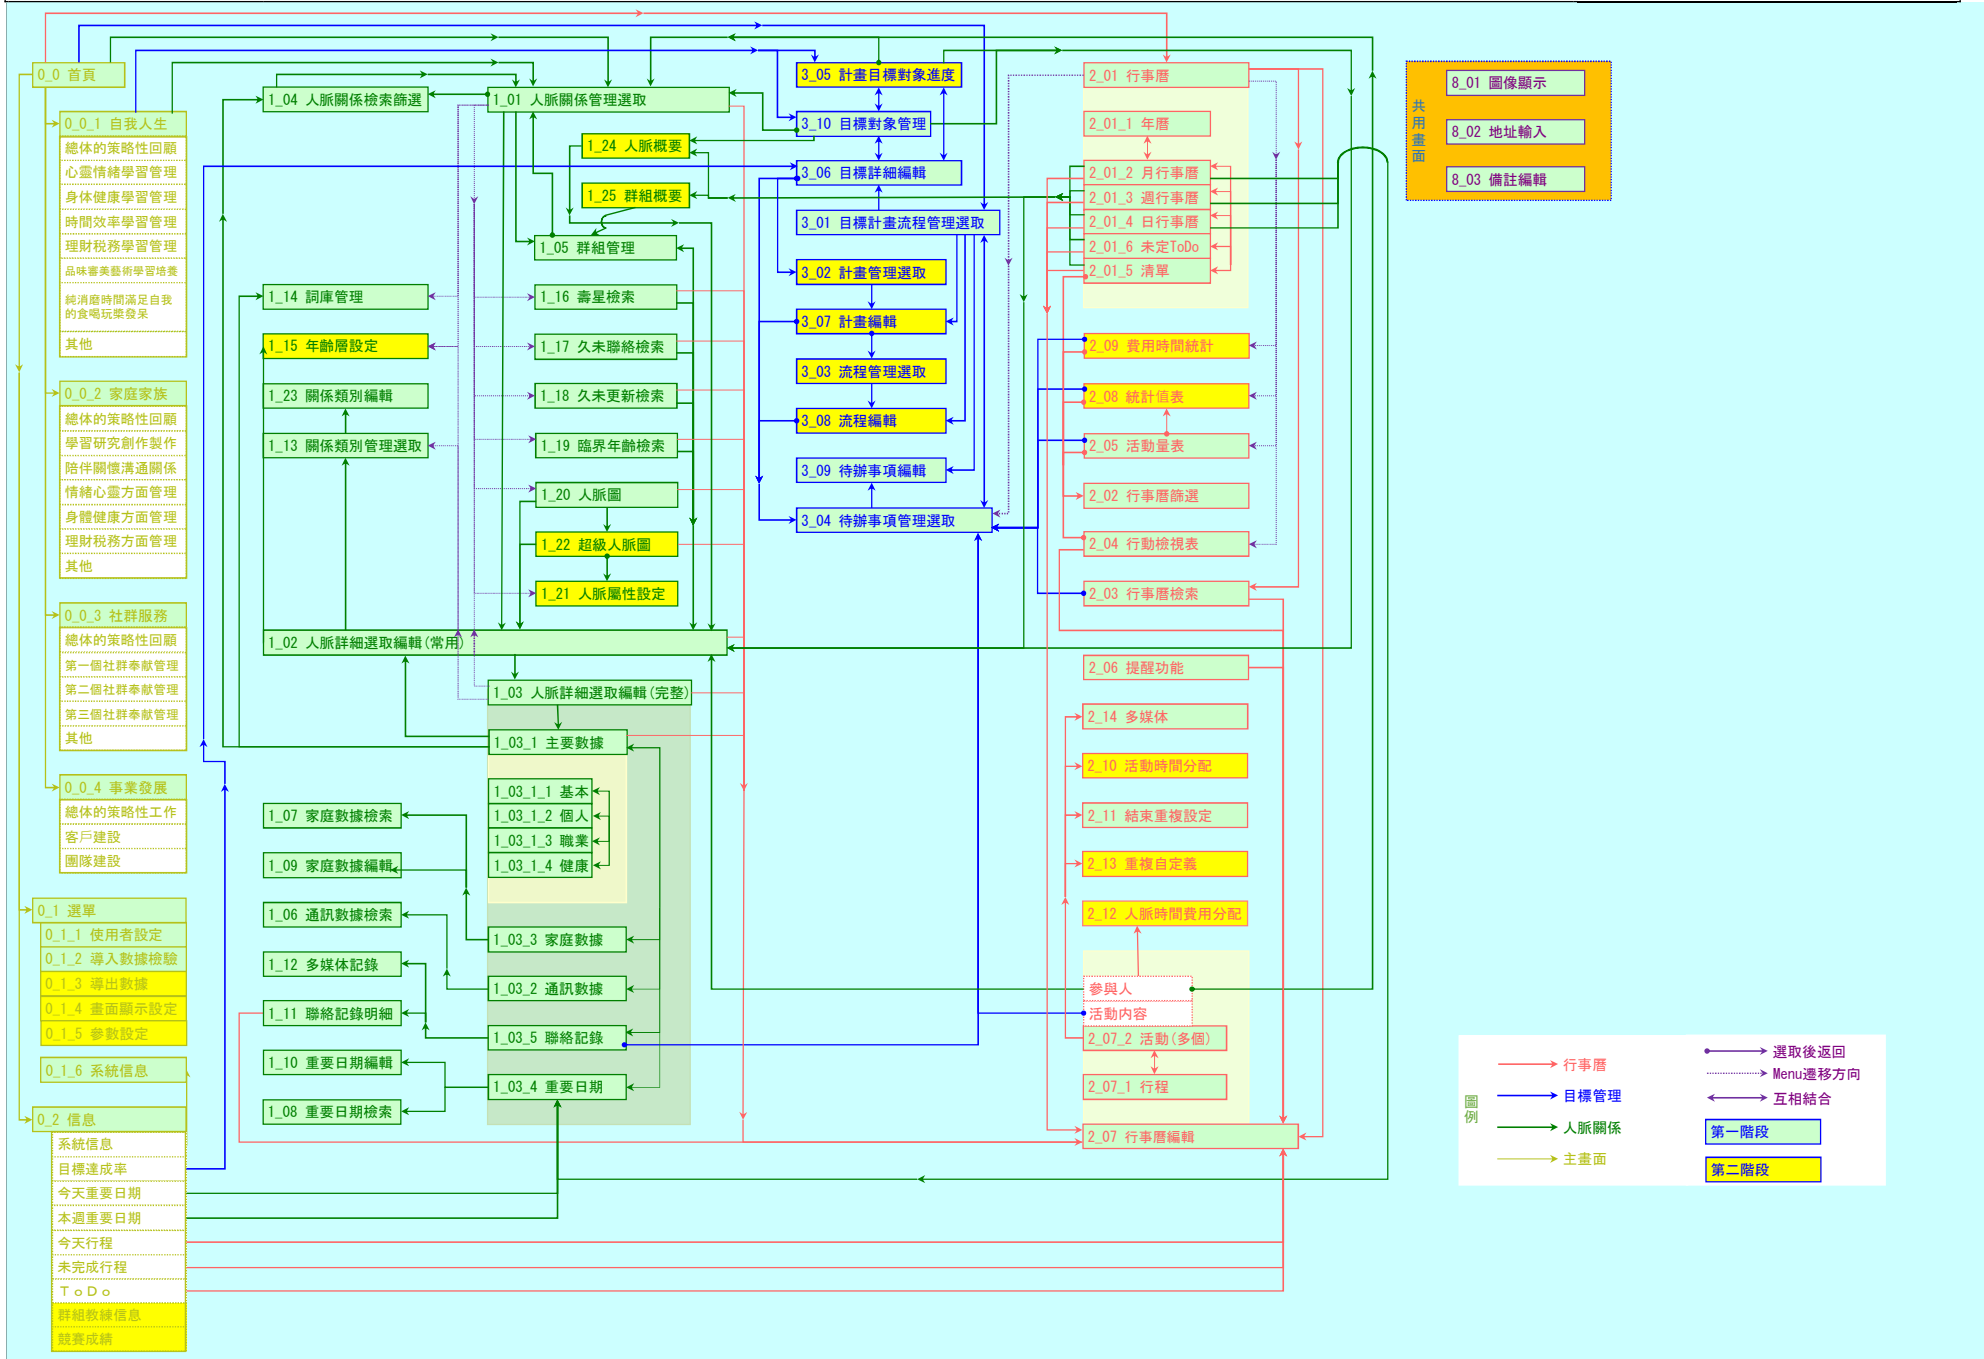 0_0 首頁
0_0_1 自我人生
總体的策略性回顧
心靈情緒學習管理
身体健康學習管理
時間效率學習管理
理財稅務學習管理
品味審美藝術學習培養
純消磨時間滿足自我
的食喝玩樂發呆
其他
0_0_2 家庭家族
總体的策略性回顧
學習研究創作製作
陪伴關懷溝通關係
情緒心靈方面管理
身體健康方面管理
理財稅務方面管理
其他
0_0_3 社群服務
總体的策略性回顧
第一個社群奉献管理
第二個社群奉献管理
第三個社群奉献管理
其他
0_0_4 事業發展
總体的策略性工作
客戶建設
團隊建設
0_1 選單
0_1_1 使用者設定
0_1_2 導入數據檢驗
0_1_3 導出數據
0_1_4 畫面顯示設定
0_1_5 參數設定
0_1_6 系統信息
0_2 信息
系統信息
目標達成率
今天重要日期
本週重要日期
今天行程
未完成行程
ＴｏＤｏ
群組教練信息
競賽成績
1_04 人脈關係檢索篩選
1_14 詞庫管理
1_15 年齡層設定
1_23 關係類別編輯
1_13 關係類別管理選取
1_02 人脈詳細選取編輯(常用)
1_07 家庭數據檢索
1_09 家庭數據編輯
1_06 通訊數據檢索
1_12 多媒体記錄
1_11 聯絡記錄明細
1_10 重要日期編輯
1_08 重要日期檢索
1_01 人脈關係管理選取
1_24 人脈概要
1_25 群組概要
1_05 群組管理
1_16 壽星檢索
1_17 久未聯絡檢索
1_18 久未更新檢索
1_19 臨界年齡檢索
1_20 人脈圖
1_22 超級人脈圖
1_21 人脈屬性設定
1_03 人脈詳細選取編輯(完整)
1_03_1 主要數據
1_03_1_1 基本
1_03_1_2 個人
1_03_1_3 職業
1_03_1_4 健康
1_03_3 家庭數據
1_03_2 通訊數據
1_03_5 聯絡記錄
1_03_4 重要日期
3_05 計畫目標對象進度
3_10 目標對象管理
3_06 目標詳細編輯
3_01 目標計畫流程管理選取
3_02 計畫管理選取
3_07 計畫編輯
3_03 流程管理選取
3_08 流程編輯
3_09 待辦事項編輯
3_04 待辦事項管理選取
2_01 行事曆
2_01_1 年曆
2_01_2 月行事曆
2_01_3 週行事曆
2_01_4 日行事曆
2_01_6 未定ToDo
2_01_5 清單
2_09 費用時間統計
2_08 統計值表
2_05 活動量表
2_02 行事曆篩選
2_04 行動檢視表
2_03 行事曆檢索
2_06 提醒功能
2_14 多媒体
2_10 活動時間分配
2_11 結束重複設定
2_13 重複自定義
2_12 人脈時間費用分配
參與人
活動内容
2_07_2 活動(多個)
2_07_1 行程
2_07 行事曆編輯
共用畫面
8_01 圖像顯示
8_02 地址輸入
8_03 備註編輯
圖例
行事曆
目標管理
人脈關係
主畫面
選取後返回
Menu遷移方向
互相結合
第一階段
第二階段